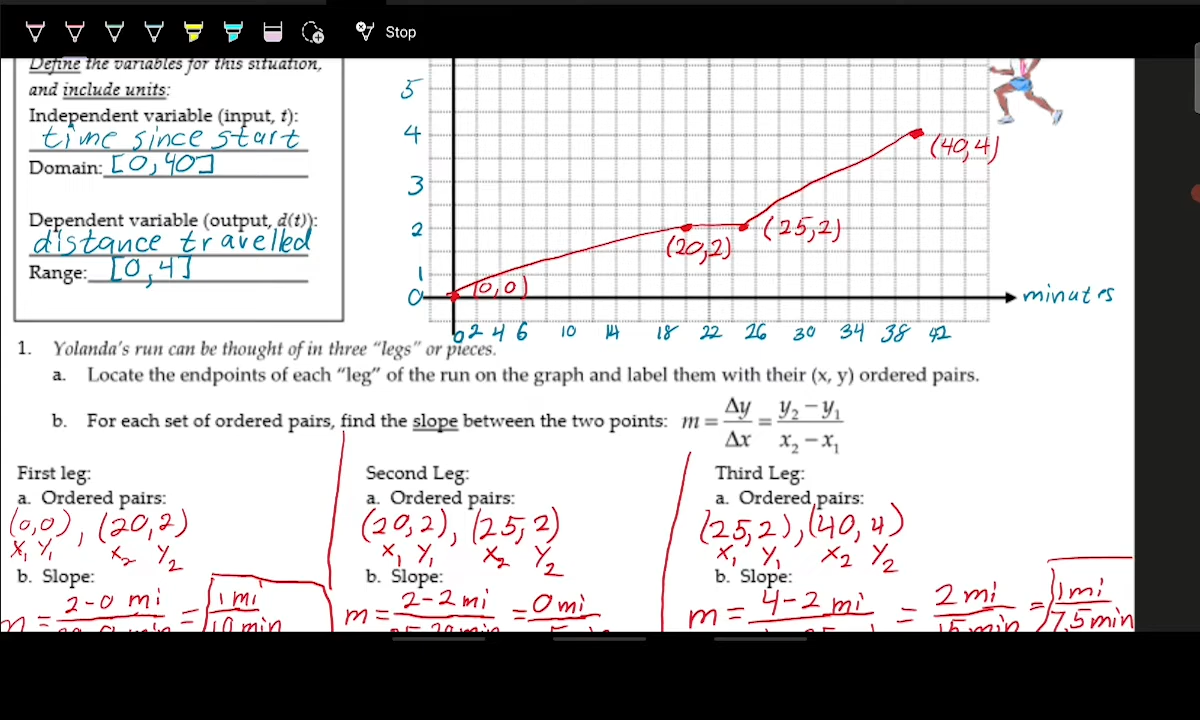 Stop
Define the variables for this situation,
and include units:
Independent variable (input, t):
time since start
Domain: [0,40]
Dependent variable (output, d(t)):
distance travelled
Range: [0,4]
5
4
3
2
1
0
(40,4)
(25,2)
(20,2)
(0,0)
minutes
0 2 4 6 10 14 18 22 26 30 34 38 42
1. Yolanda's run can be thought of in three "legs" or pieces.
a. Locate the endpoints of each "leg" of the run on the graph and label them with their (x, y) ordered pairs.
b. For each set of ordered pairs, find the slope between the two points: m = Δy/Δx = y₂ − y₁/x₂ − x₁
First leg:
a. Ordered pairs:
(0,0), (20,2)
x₁ y₁ x₂ y₂
b. Slope:
m = 2-0 mi = 1 mi
10 min
Second Leg:
a. Ordered pairs:
(20,2), (25,2)
x₁ y₁ x₂ y₂
b. Slope:
m = 2-2 mi = 0 mi
Third Leg:
a. Ordered pairs:
(25,2), (40,4)
x₁ y₁ x₂ y₂
b. Slope:
m = 4-2 mi = 2 mi = 1 mi
15 min 7.5 min